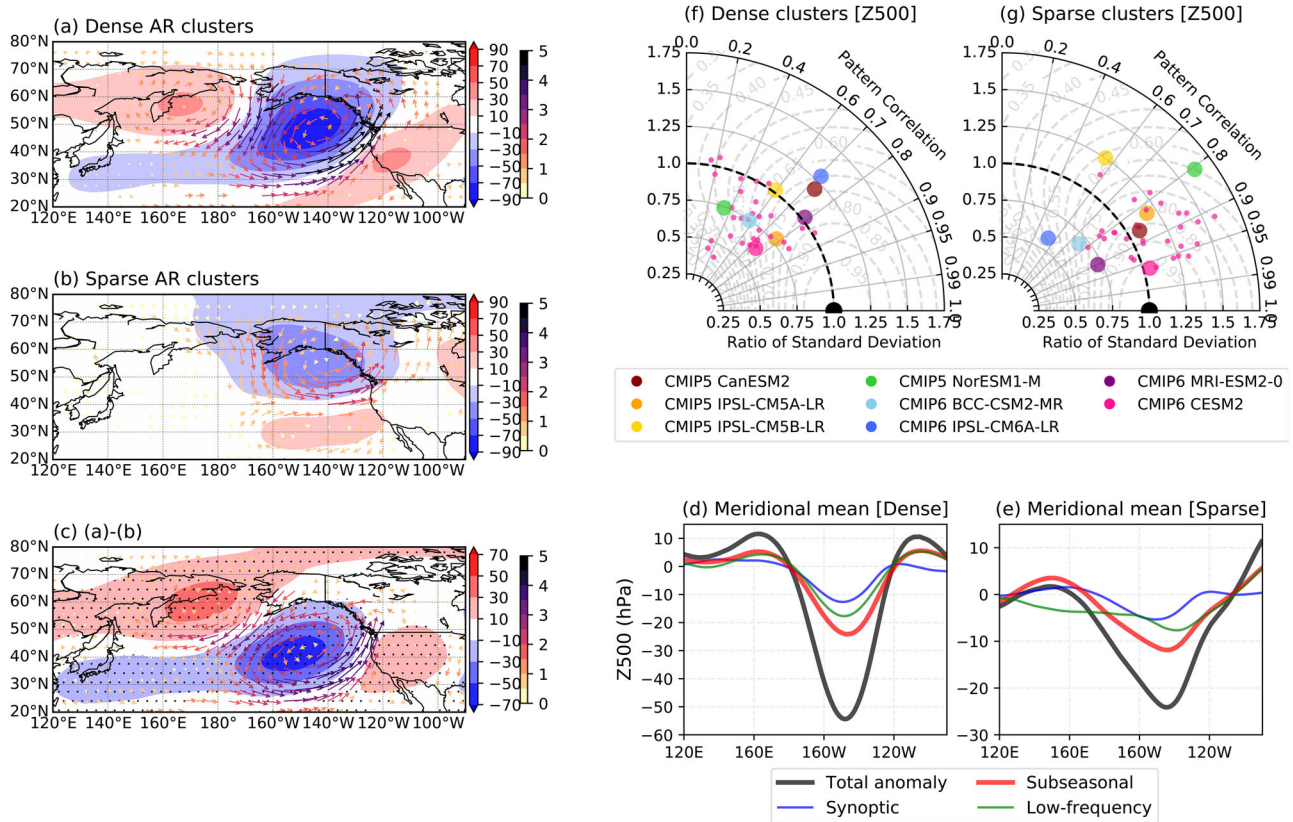 (a) Dense AR clusters
80°N
70°N
60°N
50°N
40°N
30°N
20°N
120°E 140°E 160°E 180° 160°W 140°W 120°W 100°W
90
70
50
30
10
−10
−30
−50
−70
−90
5
4
3
2
1
0
(b) Sparse AR clusters
80°N
70°N
60°N
50°N
40°N
30°N
20°N
120°E 140°E 160°E 180° 160°W 140°W 120°W 100°W
90
70
50
30
10
−10
−30
−50
−70
−90
5
4
3
2
1
0
(c) (a)-(b)
80°N
70°N
60°N
50°N
40°N
30°N
20°N
120°E 140°E 160°E 180° 160°W 140°W 120°W 100°W
70
50
30
10
−10
−30
−50
−70
5
4
3
2
1
0
(f) Dense clusters [Z500]
1.75
1.5
1.25
1.0
0.75
0.5
0.25
0.0 0.2 0.4 0.6 0.7 0.8 0.9 0.95 0.99 1.0
Pattern Correlation
0.25 0.5 0.75 1.0 1.25 1.5 1.75
Ratio of Standard Deviation
(g) Sparse clusters [Z500]
1.75
1.5
1.25
1.0
0.75
0.5
0.25
0.0 0.2 0.4 0.6 0.7 0.8 0.9 0.95 0.99 1.0
Pattern Correlation
0.25 0.5 0.75 1.0 1.25 1.5 1.75
Ratio of Standard Deviation
CMIP5 CanESM2
CMIP5 IPSL-CM5A-LR
CMIP5 IPSL-CM5B-LR
CMIP5 NorESM1-M
CMIP6 BCC-CSM2-MR
CMIP6 IPSL-CM6A-LR
CMIP6 MRI-ESM2-0
CMIP6 CESM2
(d) Meridional mean [Dense]
Z500 (hPa)
10
0
−10
−20
−30
−40
−50
−60
120E 160E 160W 120W
(e) Meridional mean [Sparse]
10
0
−10
−20
−30
120E 160E 160W 120W
Total anomaly
Synoptic
Subseasonal
Low-frequency